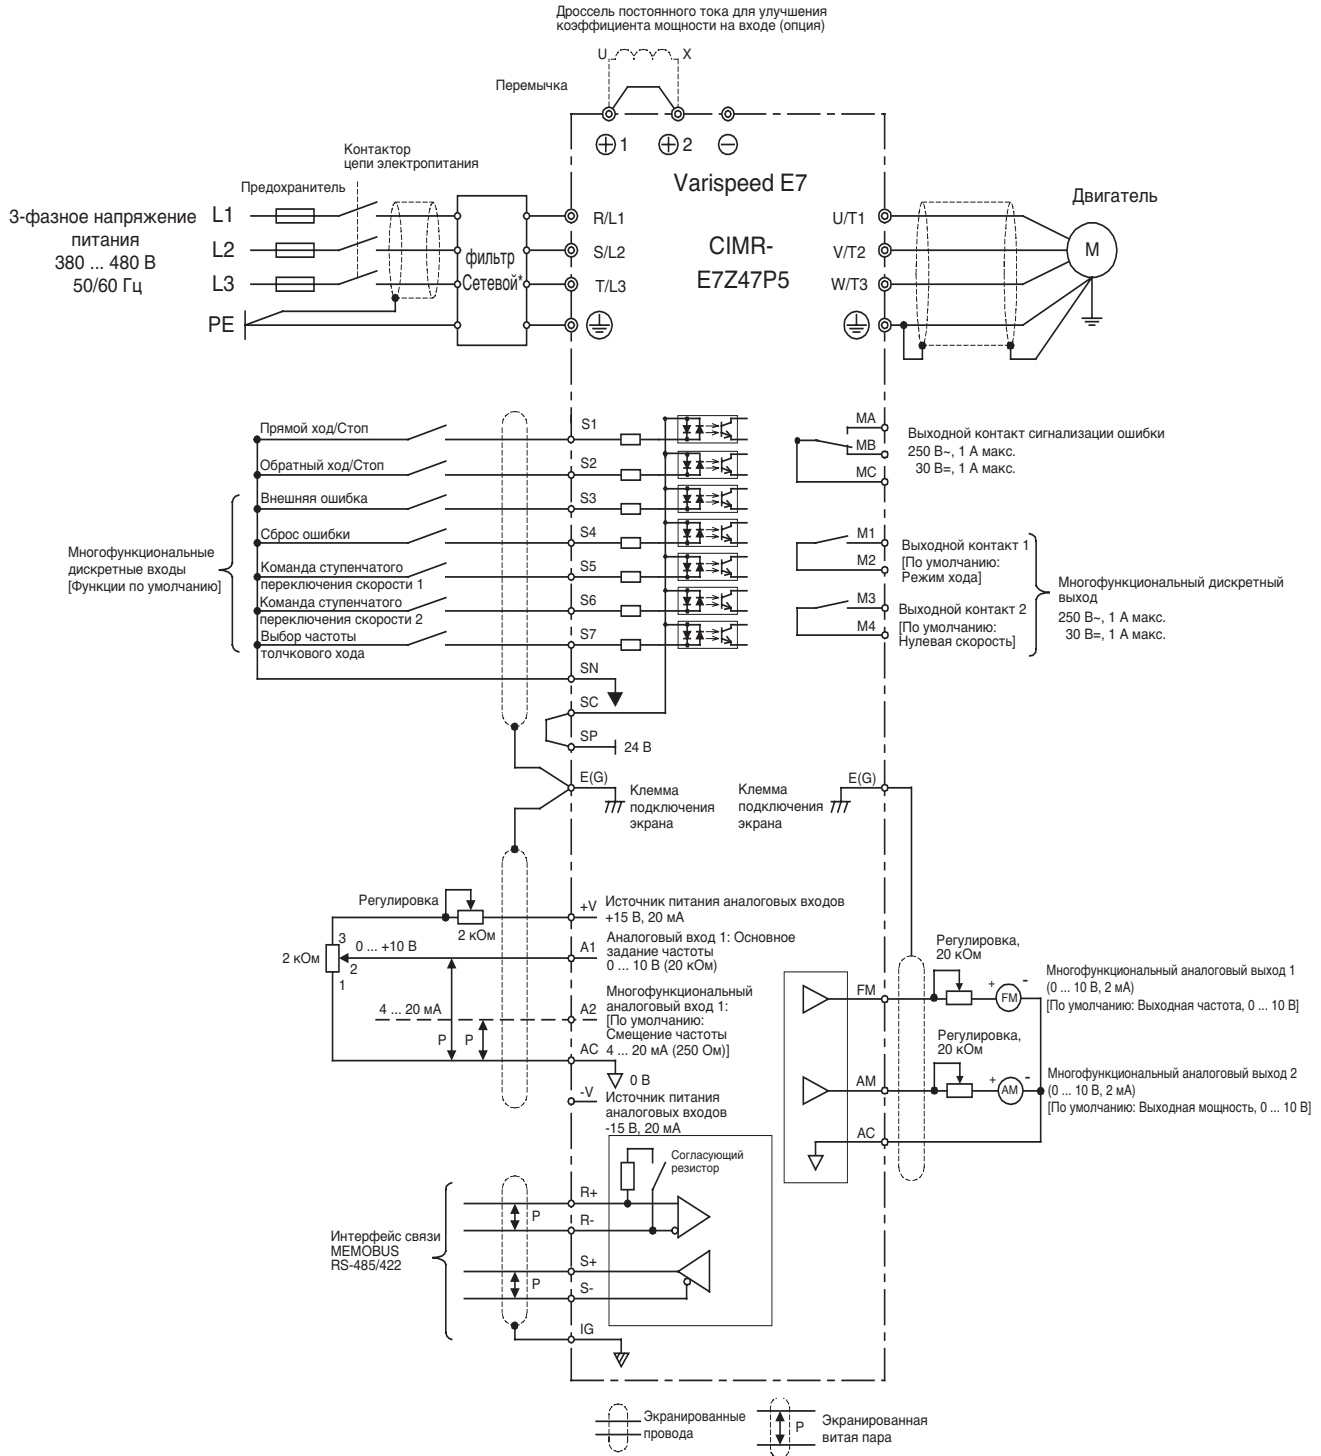 Дроссель постоянного тока для улучшения
коэффициента мощности на входе (опция)
U
X
Перемычка
1
2
Контактор
цепи электропитания
Предохранитель
Varispeed E7
CIMR-
E7Z47P5
3-фазное напряжение
питания
380 ... 480 В
50/60 Гц
L1
L2
L3
PE
фильтр
Сетевой*
R/L1
S/L2
T/L3
U/T1
V/T2
W/T3
Двигатель
M
Прямой ход/Стоп
Обратный ход/Стоп
Внешняя ошибка
Сброс ошибки
Команда ступенчатого
переключения скорости 1
Команда ступенчатого
переключения скорости 2
Выбор частоты
толчкового хода
Многофункциональные
дискретные входы
[Функции по умолчанию]
S1
S2
S3
S4
S5
S6
S7
SN
SC
SP
24 В
E(G)
Клемма
подключения
экрана
MA
MB
MC
Выходной контакт сигнализации ошибки
250 В~, 1 А макс.
30 В=, 1 А макс.
M1
M2
Выходной контакт 1
[По умолчанию:
Режим хода]
M3
M4
Выходной контакт 2
[По умолчанию:
Нулевая скорость]
Многофункциональный дискретный
выход
250 В~, 1 А макс.
30 В=, 1 А макс.
E(G)
Клемма
подключения
экрана
Регулировка
2 кОм
2 кОм
3
2
1
0 ... +10 В
4 ... 20 мА
P
P
+V
Источник питания аналоговых входов
+15 В, 20 мА
A1
Аналоговый вход 1: Основное
задание частоты
0 ... 10 В (20 кОм)
A2
Многофункциональный
аналоговый вход 1:
[По умолчанию:
Смещение частоты
4 ... 20 мА (250 Ом)]
AC
0 В
-V
Источник питания
аналоговых входов
-15 В, 20 мА
FM
Регулировка,
20 кОм
+
-
FM
Многофункциональный аналоговый выход 1
(0 ... 10 В, 2 мА)
[По умолчанию: Выходная частота, 0 ... 10 В]
AM
Регулировка,
20 кОм
+
-
AM
Многофункциональный аналоговый выход 2
(0 ... 10 В, 2 мА)
[По умолчанию: Выходная мощность, 0 ... 10 В]
AC
Согласующий
резистор
Интерфейс связи
MEMOBUS
RS-485/422
P
P
R+
R-
S+
S-
IG
Экранированные
провода
P
Экранированная
витая пара